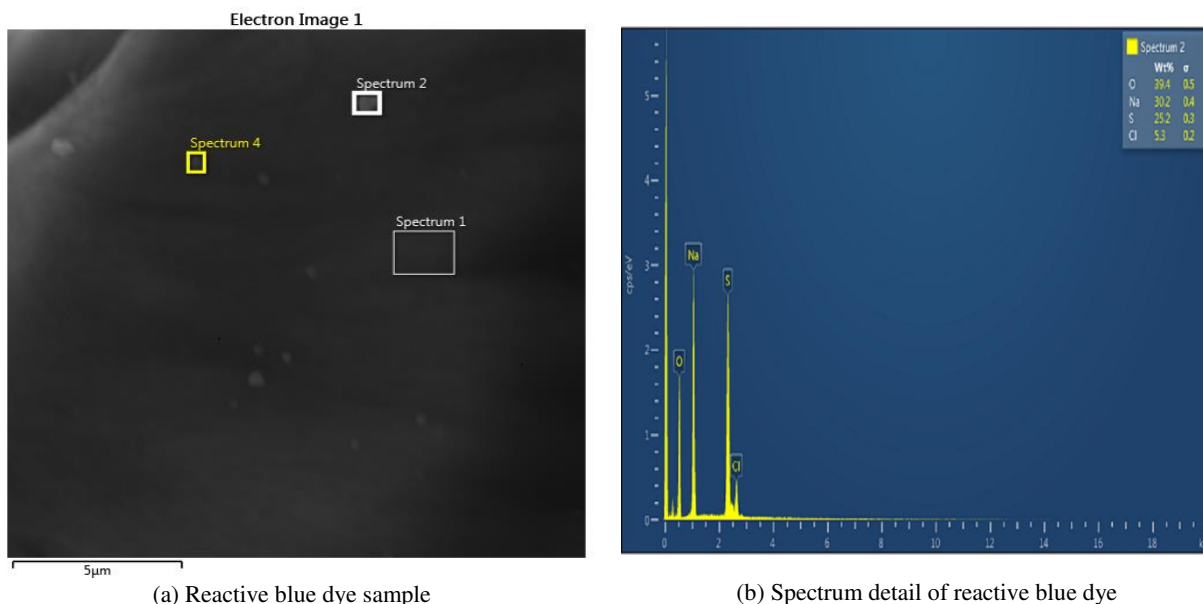 Electron Image 1
Spectrum 2
Spectrum 4
Spectrum 1
5μm
(a) Reactive blue dye sample
Spectrum 2
Wt% σ
O 39.4 0.5
Na 30.2 0.4
S 25.2 0.3
Cl 5.3 0.2
cps/eV
5
4
3
2
1
0
Na
S
O
Cl
0 2 4 6 8 10 12 14 16 18
(b) Spectrum detail of reactive blue dye